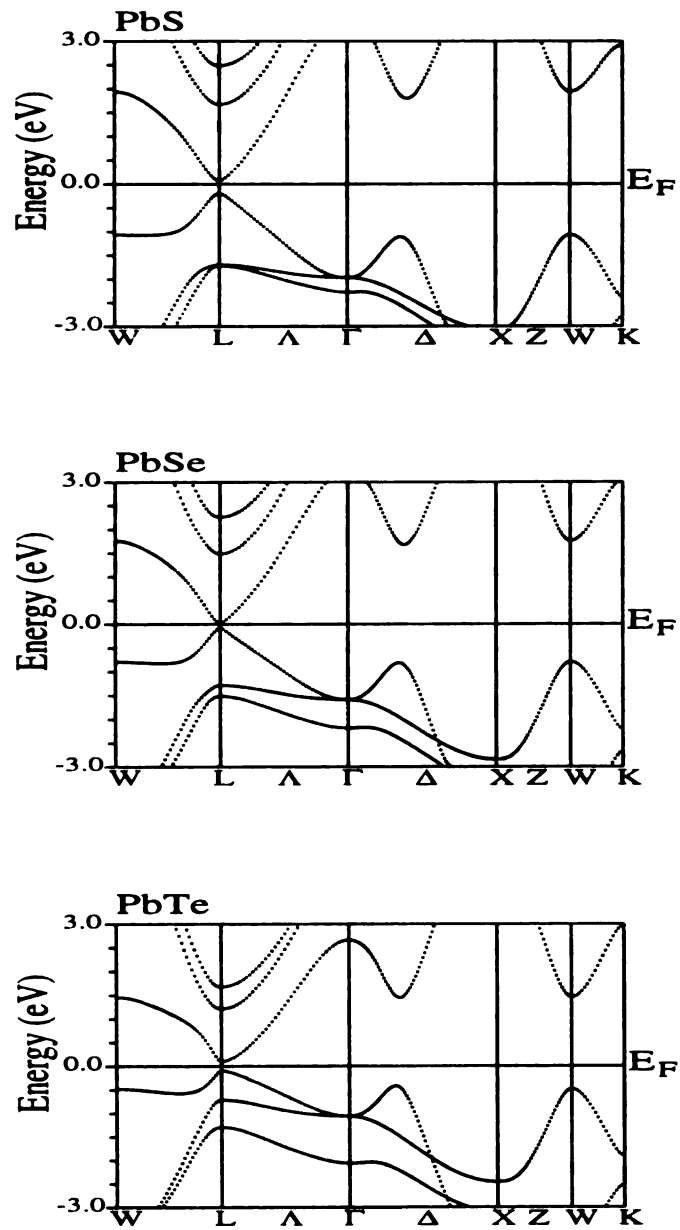 PbS
3.0
Energy (eV)
0.0
E_F
-3.0
W L Λ Γ Δ X Z W K
PbSe
3.0
Energy (eV)
0.0
E_F
-3.0
W L Λ Γ Δ X Z W K
PbTe
3.0
Energy (eV)
0.0
E_F
-3.0
W L Λ Γ Δ X Z W K